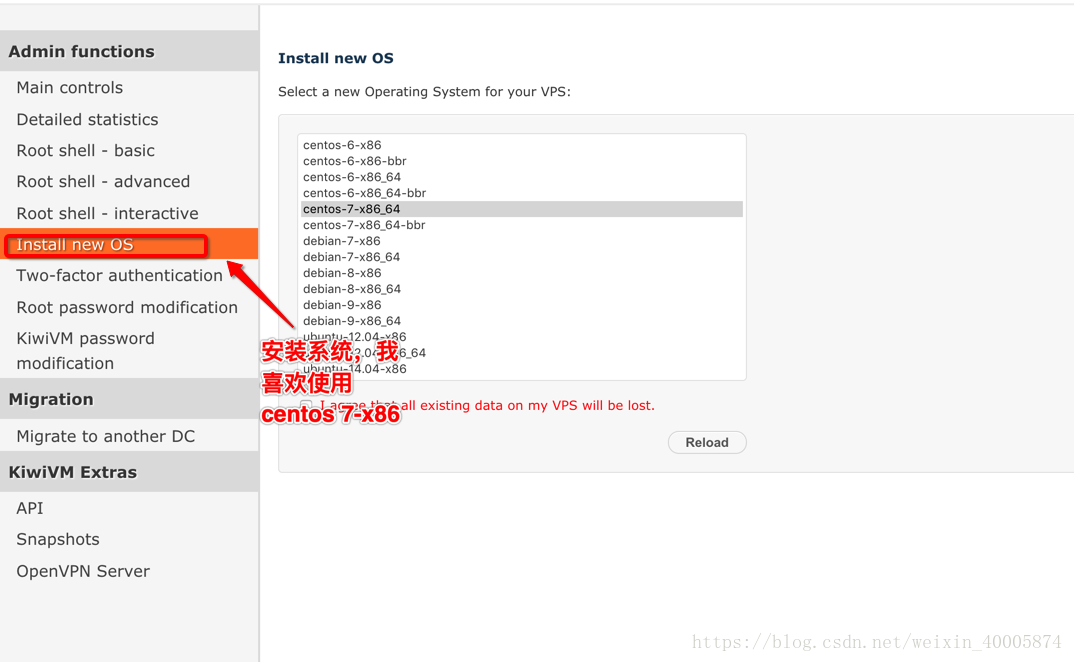 Admin functions
Main controls
Detailed statistics
Root shell - basic
Root shell - advanced
Root shell - interactive
Install new OS
Two-factor authentication
Root password modification
KiwiVM password
modification
Migration
Migrate to another DC
KiwiVM Extras
API
Snapshots
OpenVPN Server
Install new OS
Select a new Operating System for your VPS:
centos-6-x86
centos-6-x86-bbr
centos-6-x86_64
centos-6-x86_64-bbr
centos-7-x86_64
centos-7-x86_64-bbr
debian-7-x86
debian-7-x86_64
debian-8-x86
debian-8-x86_64
debian-9-x86
debian-9-x86_64
ubuntu-12.04-x86
ubuntu-14.04-x86
安装系统，我
喜欢使用
centos 7-x86
I agree that all existing data on my VPS will be lost.
Reload
https://blog.csdn.net/weixin_40005874